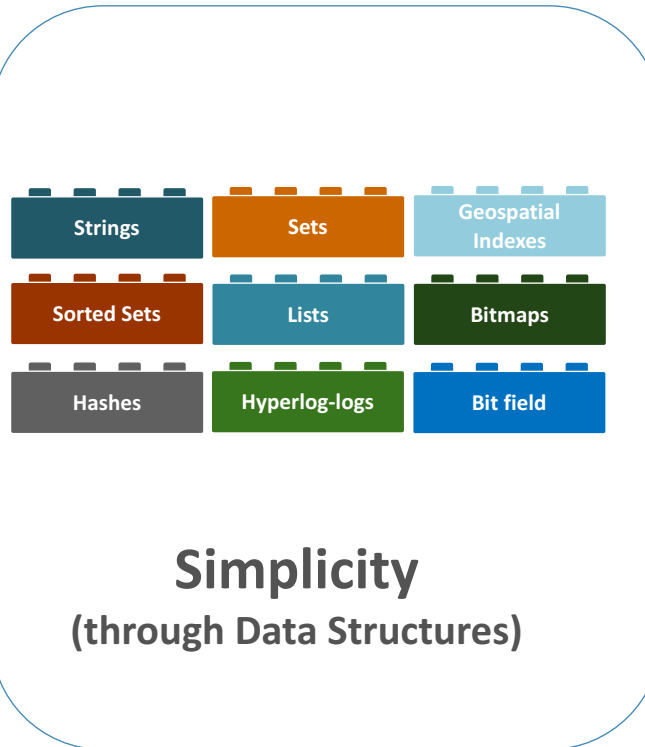 Strings
Sets
Geospatial
Indexes
Sorted Sets
Lists
Bitmaps
Hashes
Hyperlog-logs
Bit field
Simplicity
(through Data Structures)